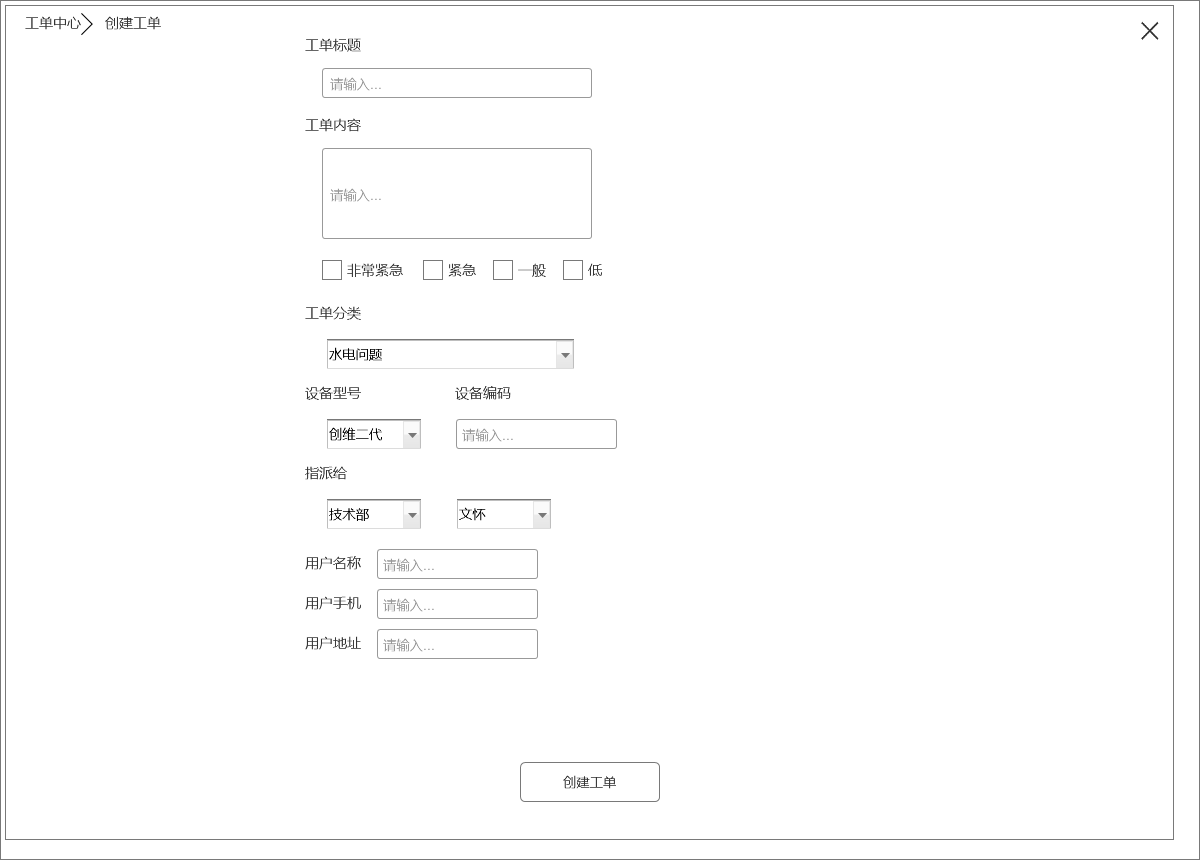 工单中心 创建工单
工单标题
请输入...
工单内容
请输入...
非常紧急 紧急 一般 低
工单分类
水电问题
设备型号 设备编码
创维二代 请输入...
指派给
技术部 文怀
用户名称 请输入...
用户手机 请输入...
用户地址 请输入...
创建工单